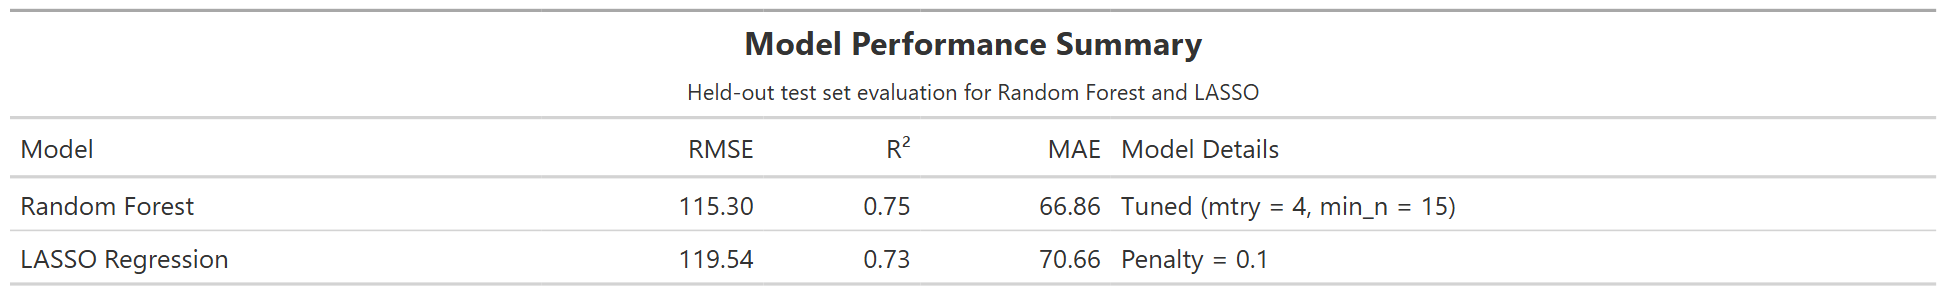 Model Performance Summary
Held-out test set evaluation for Random Forest and LASSO
Model RMSE R² MAE Model Details
Random Forest 115.30 0.75 66.86 Tuned (mtry = 4, min_n = 15)
LASSO Regression 119.54 0.73 70.66 Penalty = 0.1